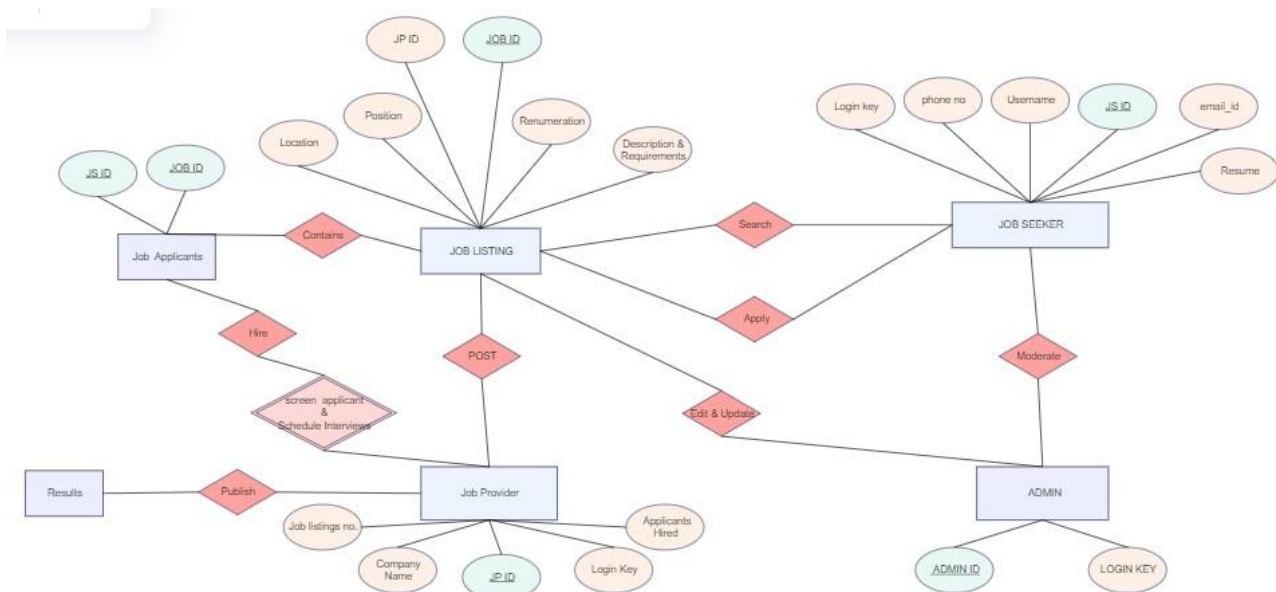 JP ID
JOB ID
Login key
phone no
Username
JS ID
email_id
Position
Renumeration
Location
Description &
Requirements
Resume
JS ID
JOB ID
Contains
JOB LISTING
Search
JOB SEEKER
Job Applicants
Apply
Hire
POST
Moderate
screen applicant
&
Schedule Interviews
Edit & Update
Results
Publish
Job Provider
ADMIN
Job listings no.
Applicants
Hired
Company
Name
JP ID
Login Key
ADMIN ID
LOGIN KEY